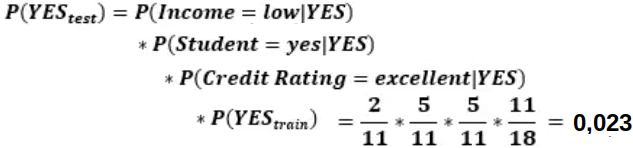 P(YES_test) = P(Income = low|YES)
* P(Student = yes|YES)
* P(Credit Rating = excellent|YES)
* P(YES_train) = 2/11 * 5/11 * 5/11 * 11/18 = 0,023